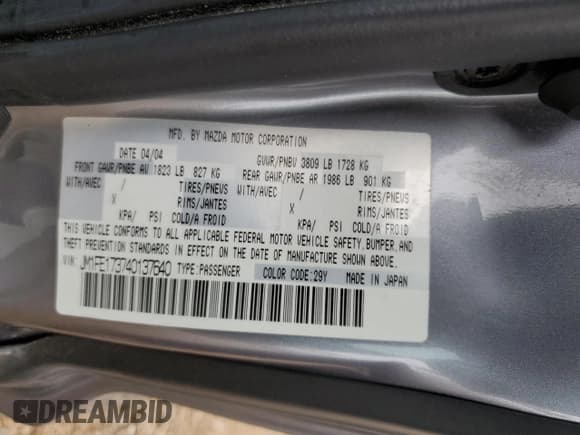 MFD. BY MAZDA MOTOR CORPORATION
DATE 04/04 GVWR/PNBV 3809 LB 1728 KG
FRONT GAWR/PNBE AV 1823 LB 827 KG REAR GAWR/PNBE AR 1986 LB 901 KG
WITH/AVEC / TIRES/PNEVS WITH/AVEC / TIRES/PNEVS
X RIMS/JANTES X RIMS/JANTES
KPA/ PSI COLD/A FROID KPA/ PSI COLD/A FROID
THIS VEHICLE CONFORMS TO ALL APPLICABLE FEDERAL MOTOR VEHICLE SAFETY,BUMPER,AND
THEFT PREVENTION STANDARDS IN EFFECT ON THE DATE OF MANUFACTURE SHOWN ABOVE.
VIN: JM1FE173740137640 TYPE:PASSENGER COLOR CODE:29Y MADE IN JAPAN
DREAMBID